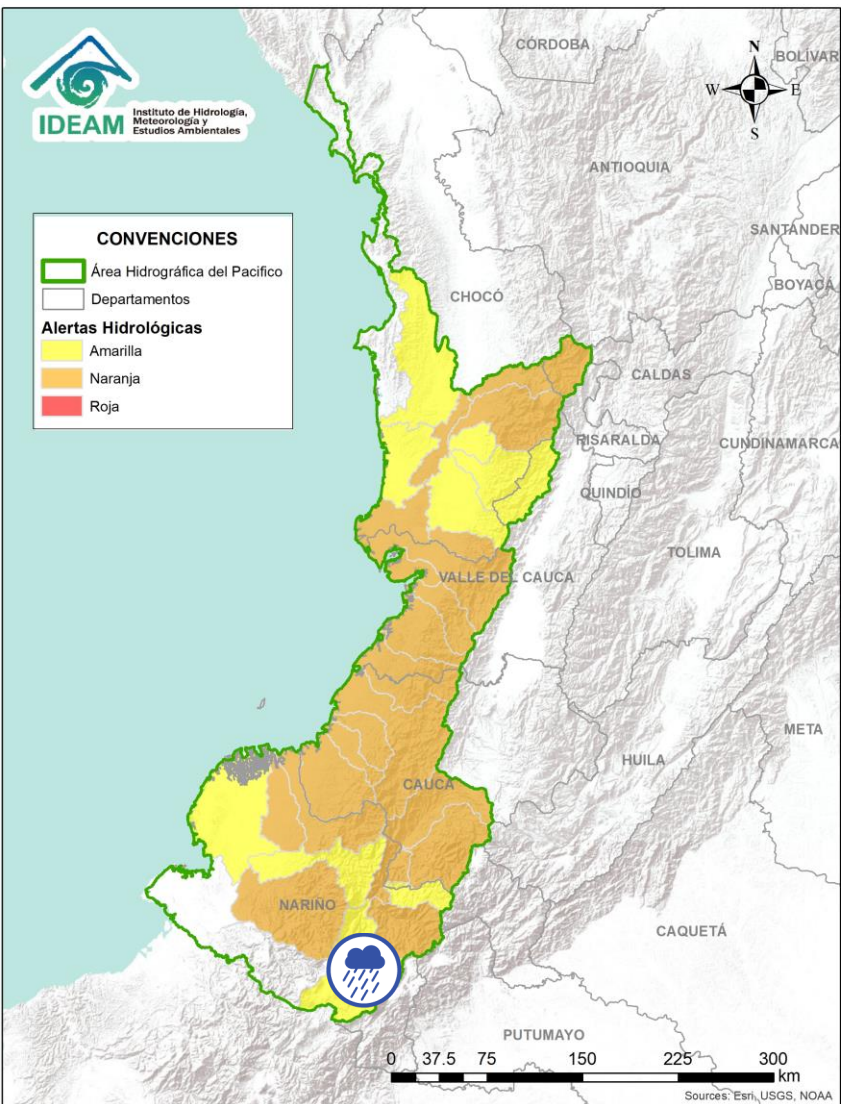 IDEAM
Instituto de Hidrología,
Meteorología y
Estudios Ambientales
CÓRDOBA
BOLÍVAR
N
W
E
S
ANTIOQUIA
SANTANDER
BOYACÁ
CONVENCIONES
Área Hidrográfica del Pacifico
Departamentos
Alertas Hidrológicas
Amarilla
Naranja
Roja
CHOCÓ
CALDAS
RISARALDA
CUNDINAMARCA
QUINDÍO
TOLIMA
VALLE DEL CAUCA
META
HUILA
CAUCA
NARIÑO
CAQUETÁ
PUTUMAYO
0 37.5 75 150 225 300
km
Sources: Esri, USGS, NOAA